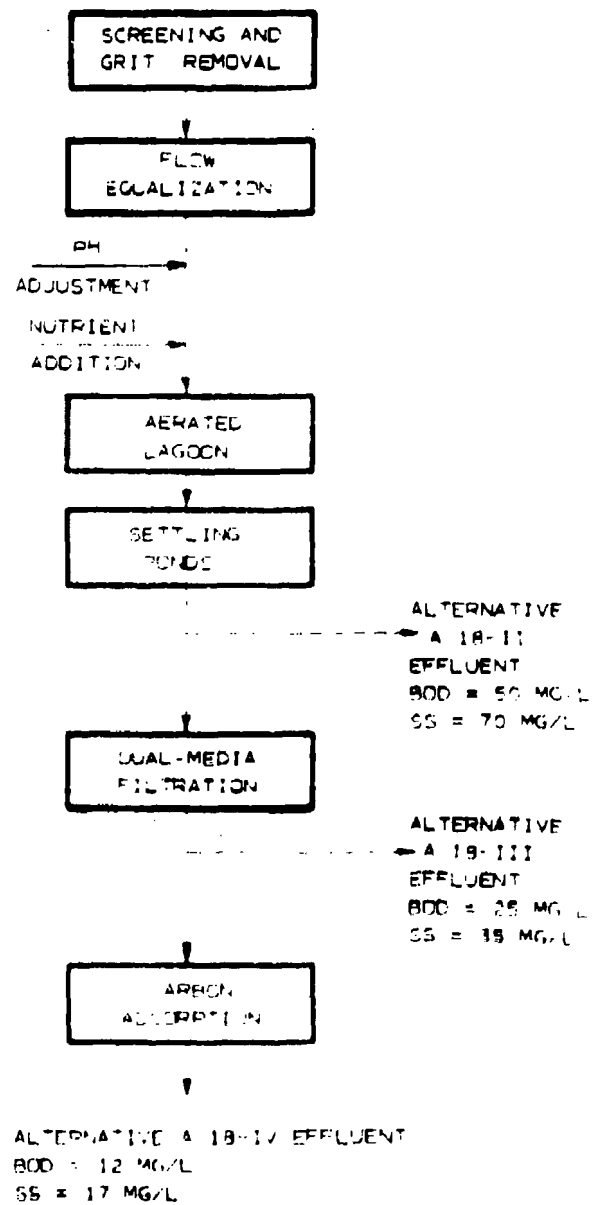 SCREENING AND
GRIT REMOVAL
FLOW
EQUALIZATION
PH
ADJUSTMENT
NUTRIENT
ADDITION
AERATED
LAGOON
SETTLING
PONDS
ALTERNATIVE
A 18-II
EFFLUENT
BOD = 50 MG/L
SS = 70 MG/L
DUAL-MEDIA
FILTRATION
ALTERNATIVE
A 18-III
EFFLUENT
BOD = 25 MG/L
SS = 35 MG/L
ARBON
ADSORPTION
ALTERNATIVE A 18-IV EFFLUENT
BOD = 12 MG/L
SS = 17 MG/L